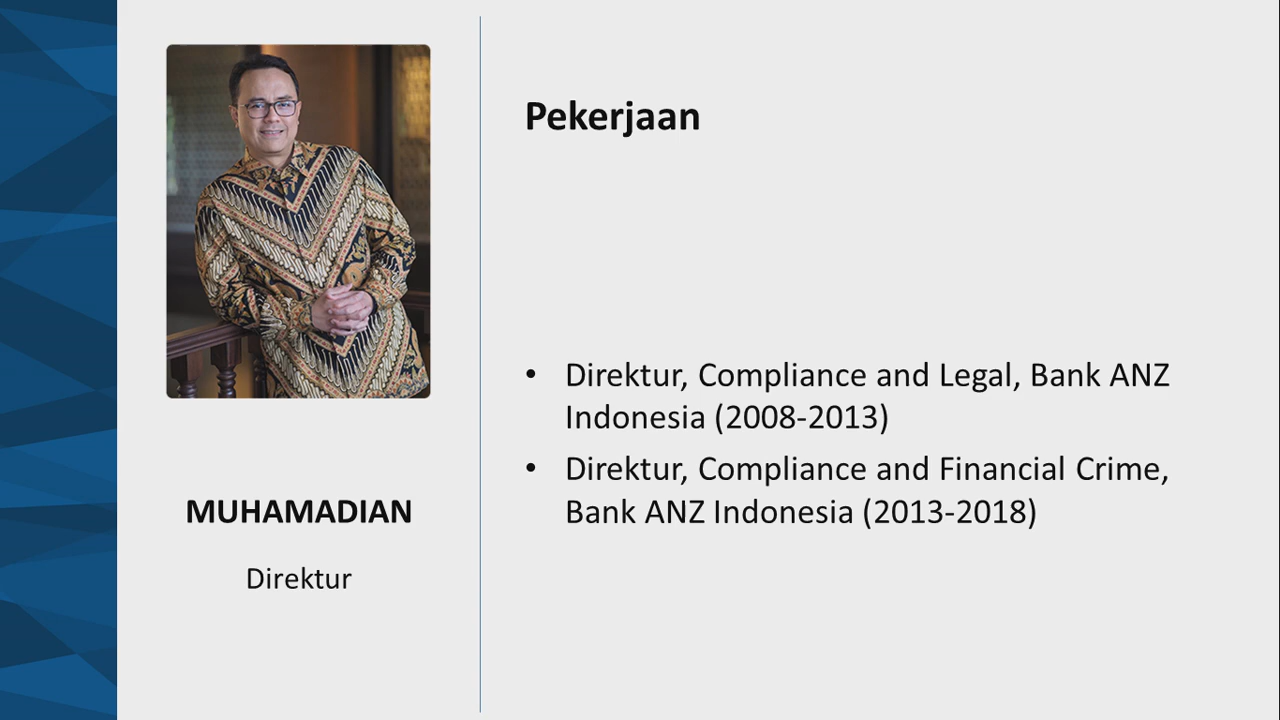 Pekerjaan
• Direktur, Compliance and Legal, Bank ANZ
Indonesia (2008-2013)
• Direktur, Compliance and Financial Crime,
Bank ANZ Indonesia (2013-2018)
MUHAMADIAN
Direktur